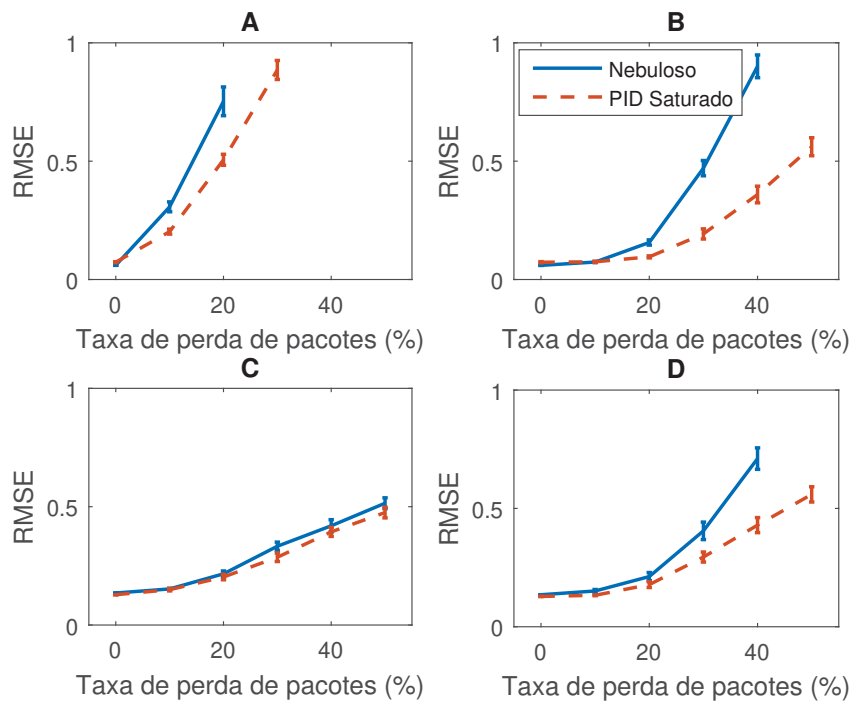 A
1
0.5
0
RMSE
0
20
40
Taxa de perda de pacotes (%)
B
1
0.5
0
RMSE
Nebuloso
PID Saturado
0
20
40
Taxa de perda de pacotes (%)
C
1
0.5
0
RMSE
0
20
40
Taxa de perda de pacotes (%)
D
1
0.5
0
RMSE
0
20
40
Taxa de perda de pacotes (%)